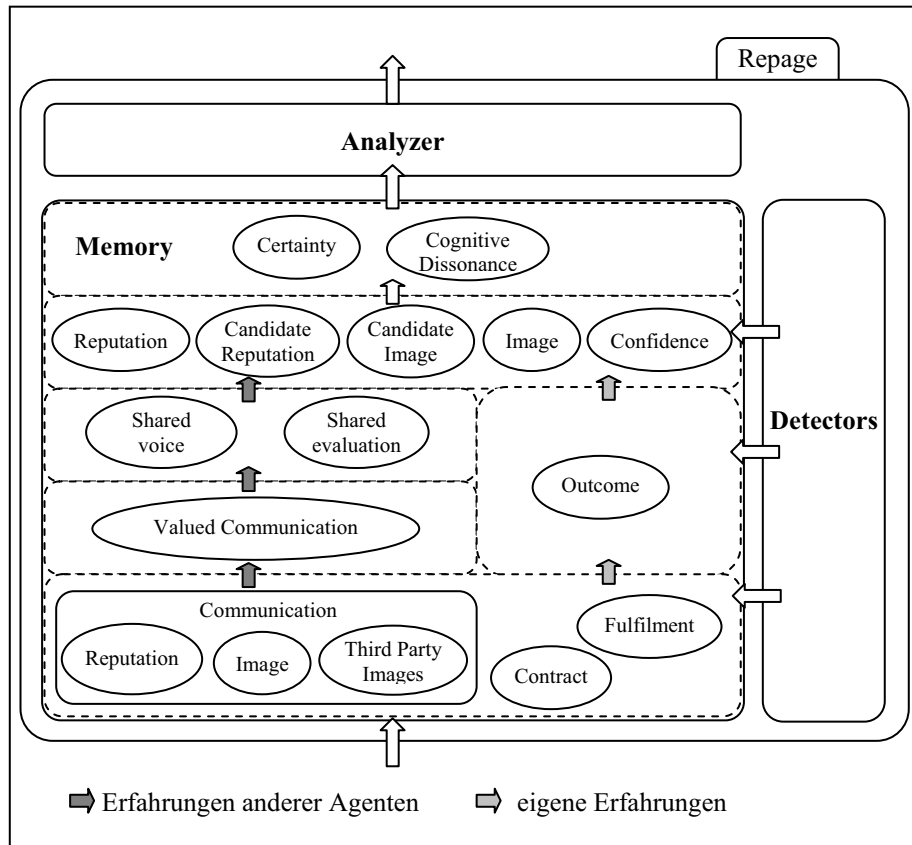 Repage
Analyzer
Memory
Certainty
Cognitive
Dissonance
Reputation
Candidate
Reputation
Candidate
Image
Image
Confidence
Shared
voice
Shared
evaluation
Detectors
Outcome
Valued Communication
Communication
Reputation
Image
Third Party
Images
Fulfilment
Contract
Erfahrungen anderer Agenten
eigene Erfahrungen